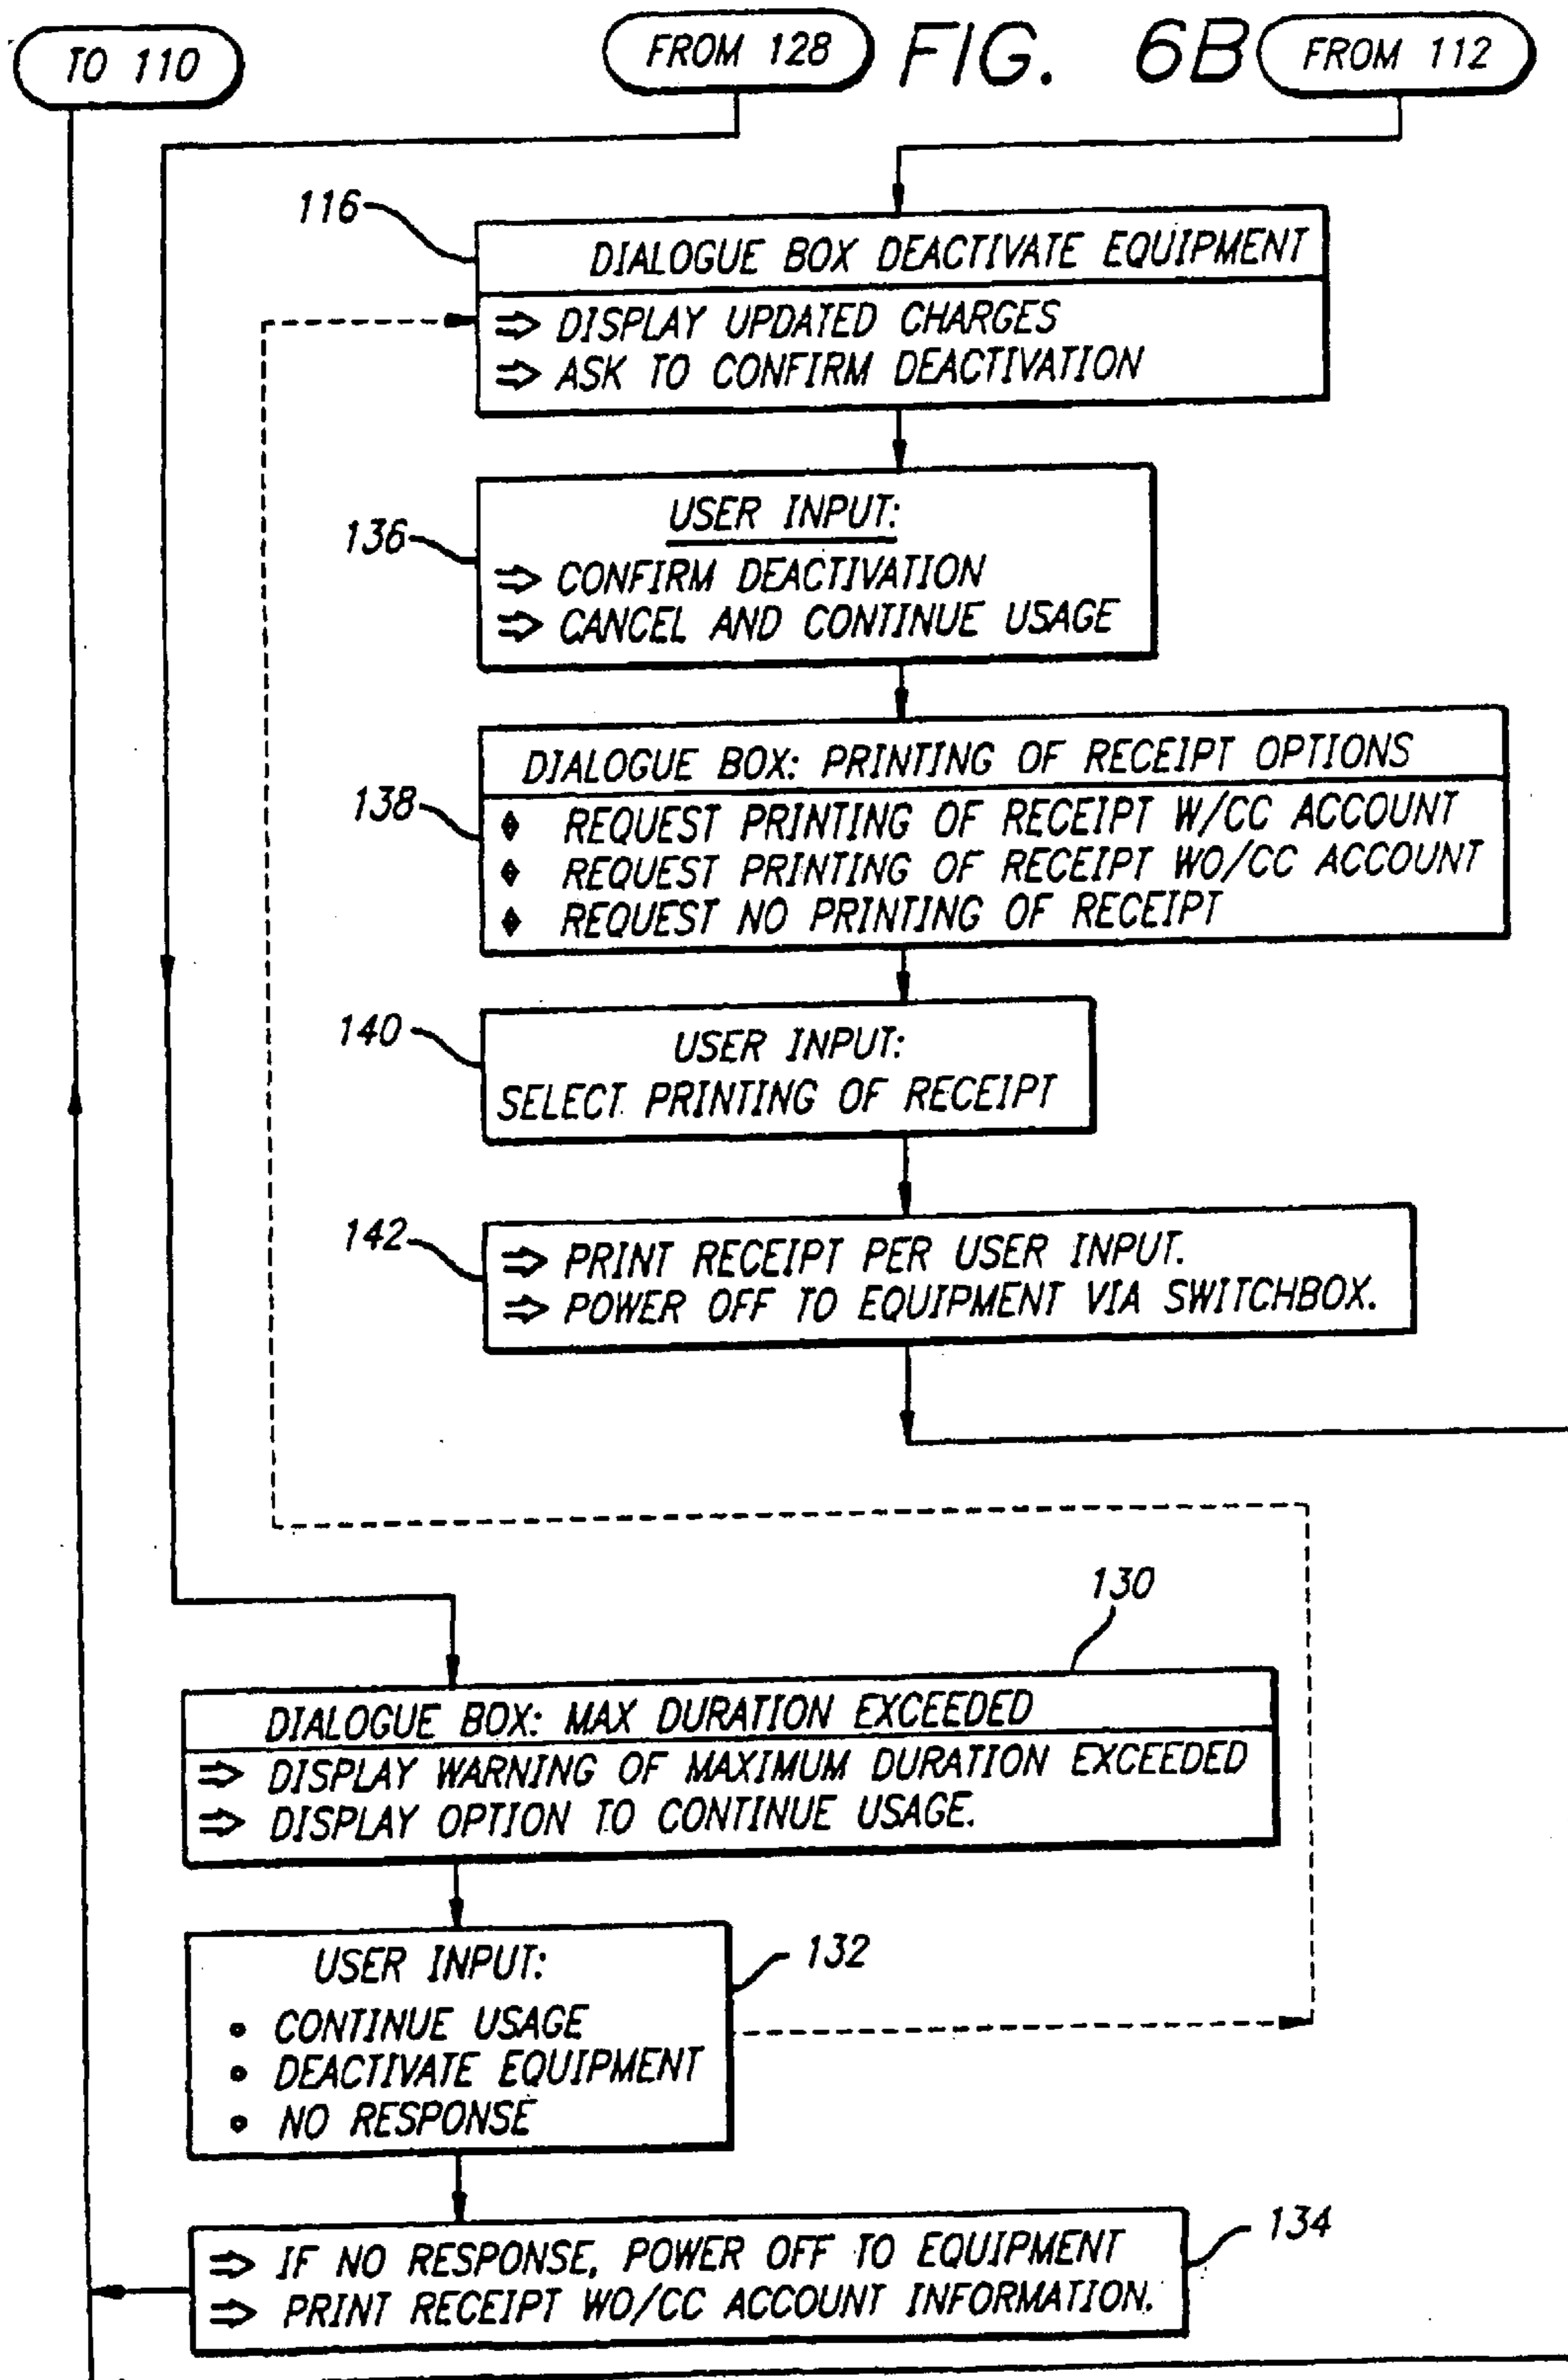 TO 110
FROM 128
FIG. 6B
FROM 112
116
DIALOGUE BOX DEACTIVATE EQUIPMENT
⇒ DISPLAY UPDATED CHARGES
⇒ ASK TO CONFIRM DEACTIVATION
136
USER INPUT:
⇒ CONFIRM DEACTIVATION
⇒ CANCEL AND CONTINUE USAGE
138
DIALOGUE BOX: PRINTING OF RECEIPT OPTIONS
♦ REQUEST PRINTING OF RECEIPT W/CC ACCOUNT
♦ REQUEST PRINTING OF RECEIPT WO/CC ACCOUNT
♦ REQUEST NO PRINTING OF RECEIPT
140
USER INPUT:
SELECT PRINTING OF RECEIPT
142
⇒ PRINT RECEIPT PER USER INPUT.
⇒ POWER OFF TO EQUIPMENT VIA SWITCHBOX.
130
DIALOGUE BOX: MAX DURATION EXCEEDED
⇒ DISPLAY WARNING OF MAXIMUM DURATION EXCEEDED
⇒ DISPLAY OPTION TO CONTINUE USAGE.
132
USER INPUT:
• CONTINUE USAGE
• DEACTIVATE EQUIPMENT
• NO RESPONSE
134
⇒ IF NO RESPONSE, POWER OFF TO EQUIPMENT
⇒ PRINT RECEIPT WO/CC ACCOUNT INFORMATION.